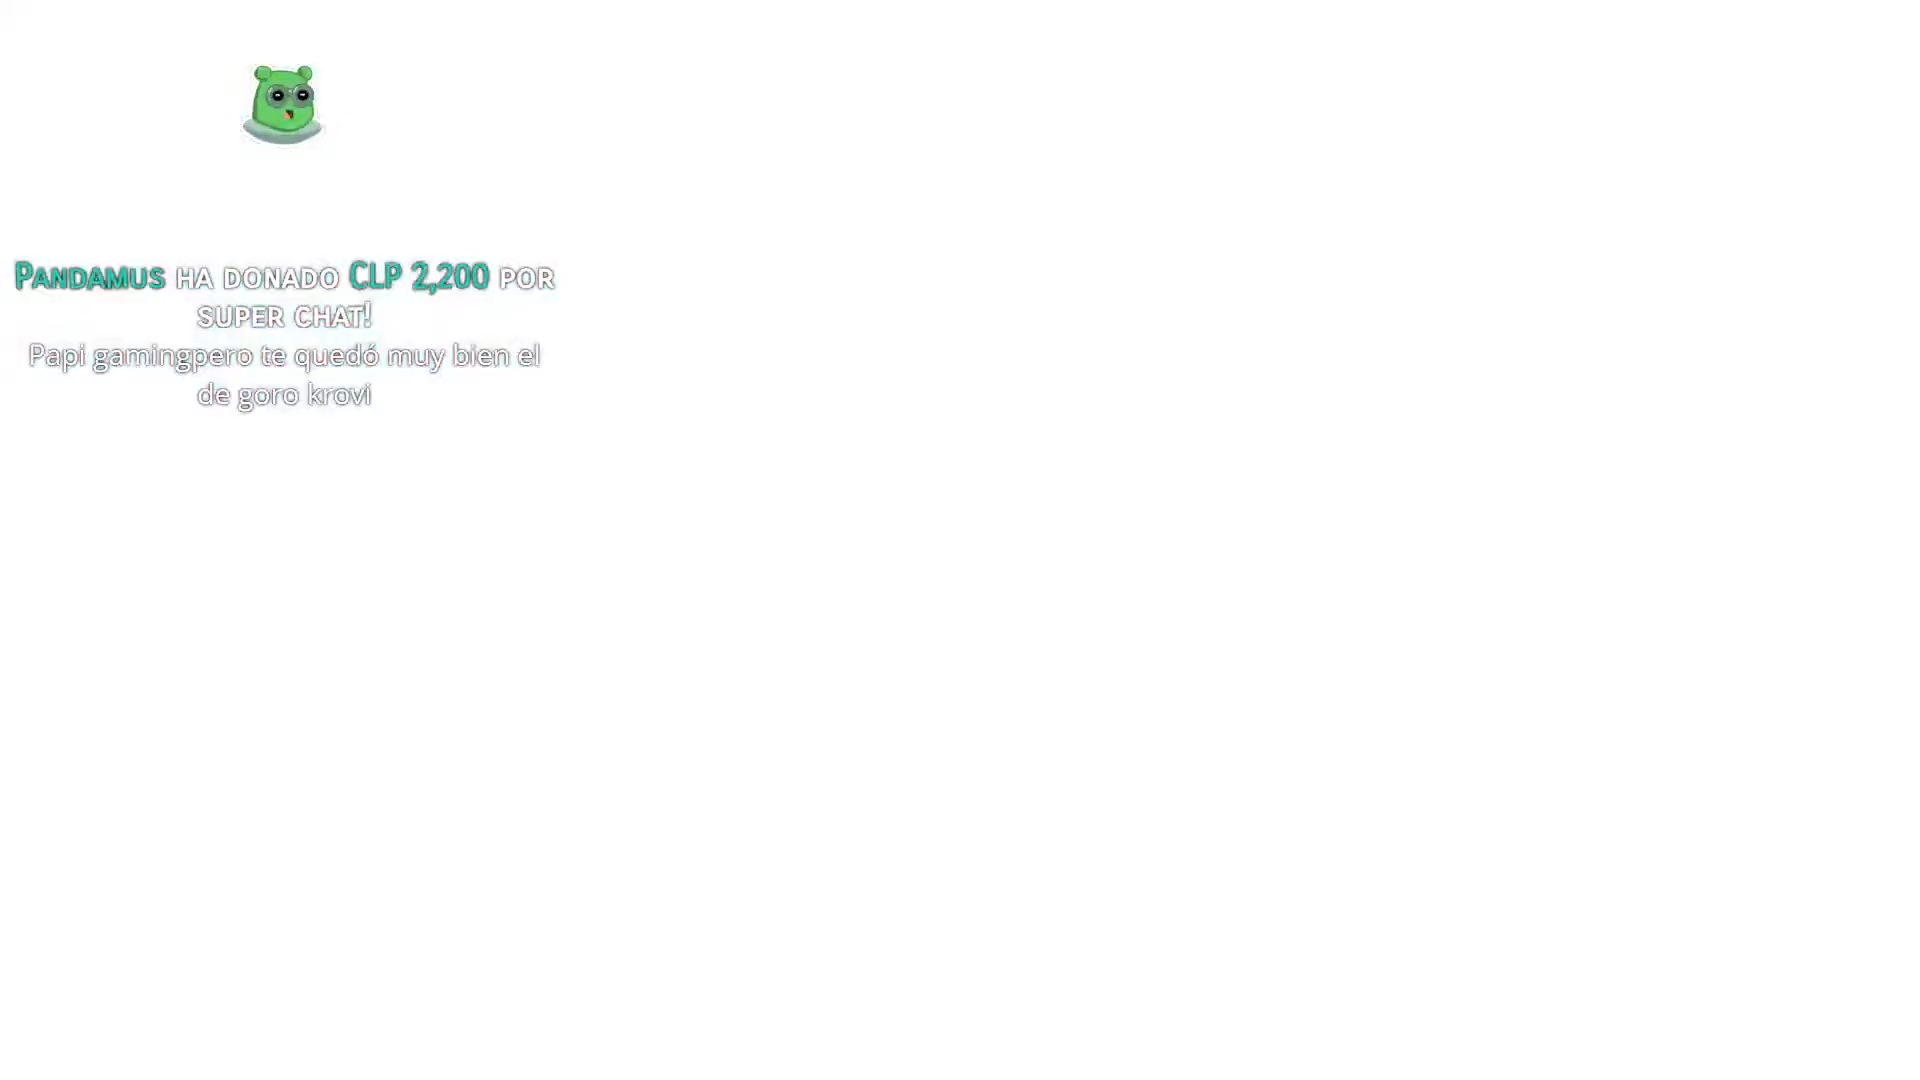 Pandamus ha donado CLP 2,200 por
super chat!
Papi gamingpero te quedó muy bien el
de goro krovi